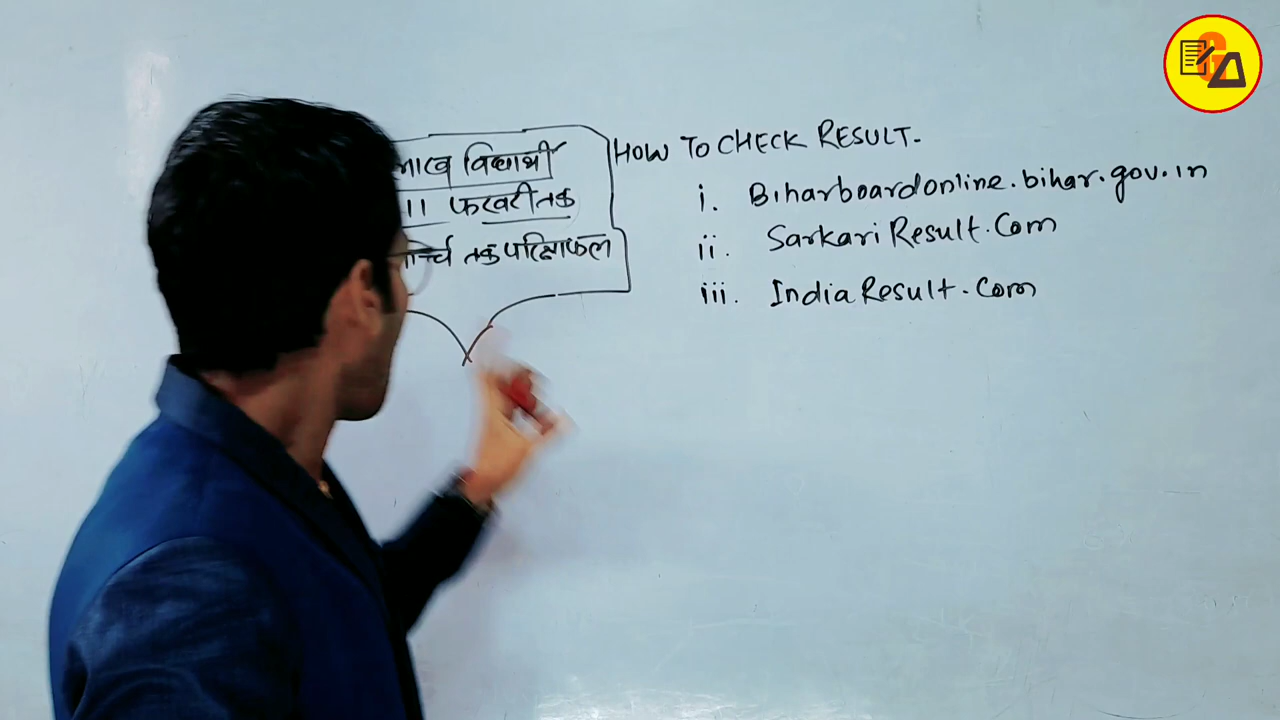 लाख विद्यार्थी
11 फरवरी तक
मार्च तक परिक्षाफल
HOW TO CHECK RESULT.
i. Biharboardonline.bihar.gov.in
ii. SarkariResult.Com
iii. IndiaResult.Com